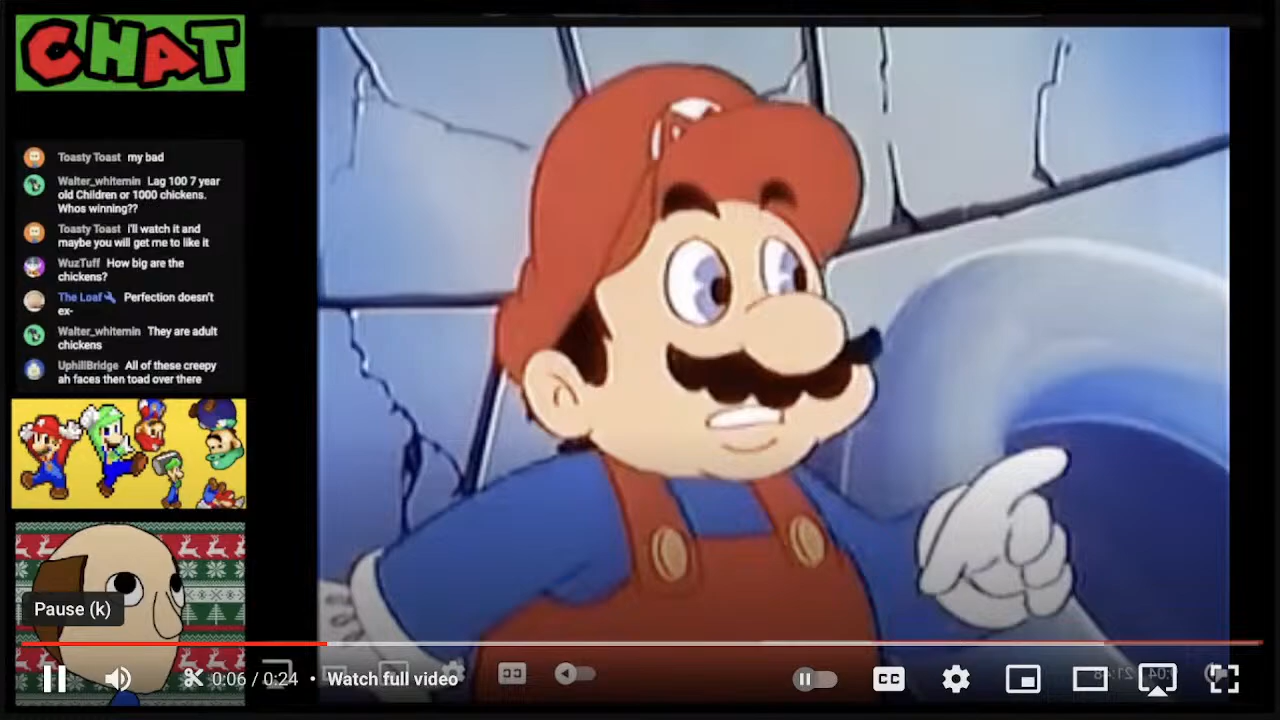 CHAT
Toasty Toast my bad
Walter_whitemin Lag 100 7 year
old Children or 1000 chickens.
Whos winning??
Toasty Toast i'll watch it and
maybe you will get me to like it
WuzTuff How big are the
chickens?
The Loaf Perfection doesn't
ex-
Walter_whitemin They are adult
chickens
UphillBridge All of these creepy
ah faces then toad over there
Pause (k)
0:06 / 0:24 • Watch full video
CC